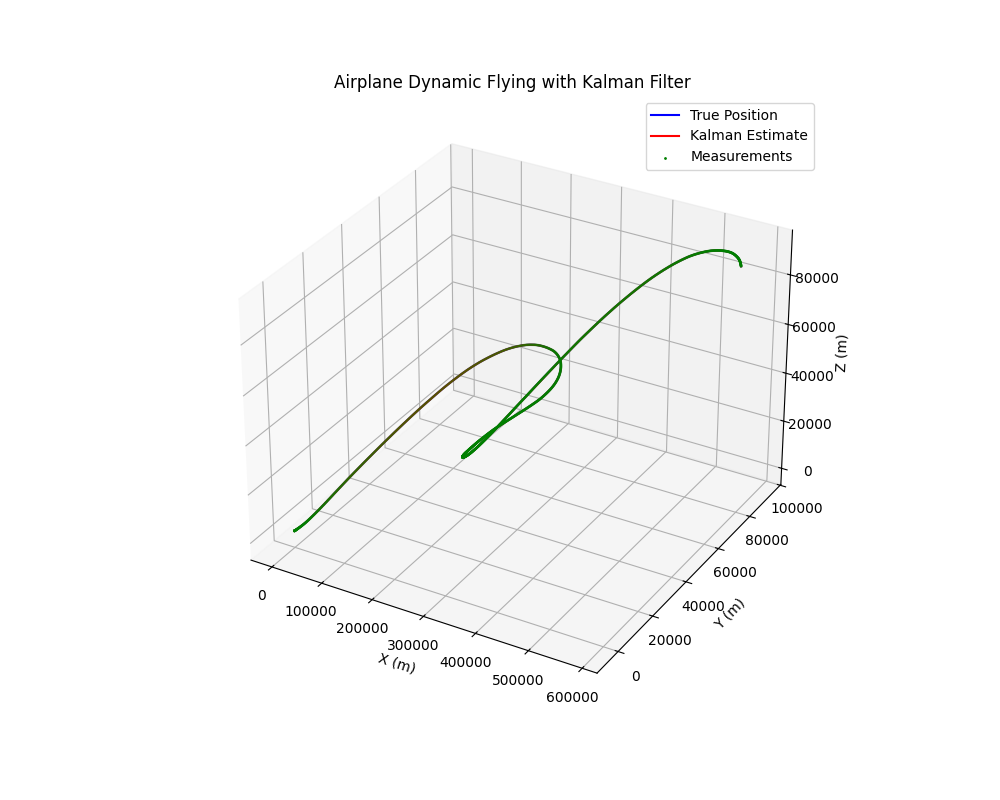 Airplane Dynamic Flying with Kalman Filter
True Position
Kalman Estimate
Measurements
80000
60000
40000
20000
0
Z (m)
100000
80000
60000
40000
20000
0
Y (m)
0
100000
200000
300000
400000
500000
600000
X (m)